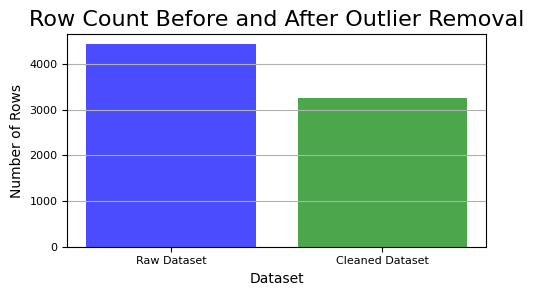 Row Count Before and After Outlier Removal
Number of Rows
4000
3000
2000
1000
0
Raw Dataset
Cleaned Dataset
Dataset